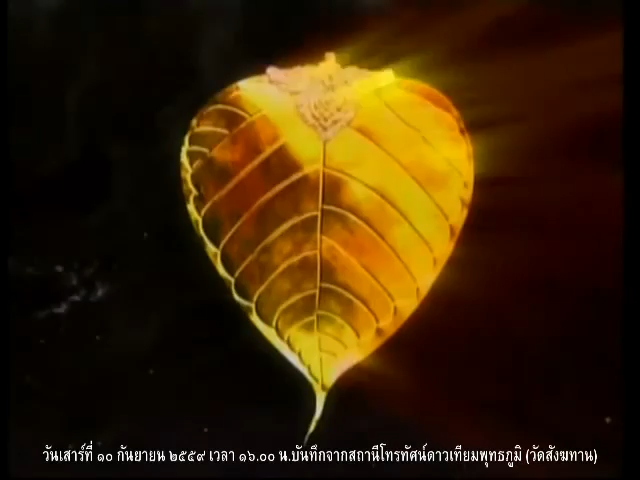 วันเสาร์ที่ ๑๐ กันยายน ๒๕๕๙ เวลา ๑๖.๐๐ น.บันทึกจากสถานีโทรทัศน์ดาวเทียมพุทธภูมิ (วัดสังฆทาน)